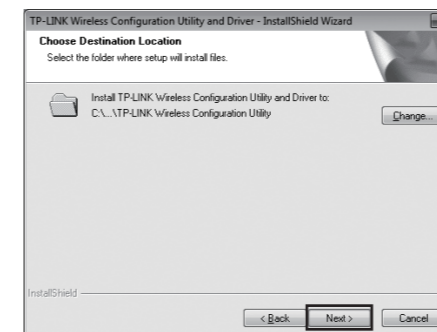 TP-LINK Wireless Configuration Utility and Driver - InstallShield Wizard
Choose Destination Location
Select the folder where setup will install files.
Install TP-LINK Wireless Configuration Utility and Driver to:
C:\...\TP-LINK Wireless Configuration Utility
Change...
InstallShield
< Back Next > Cancel